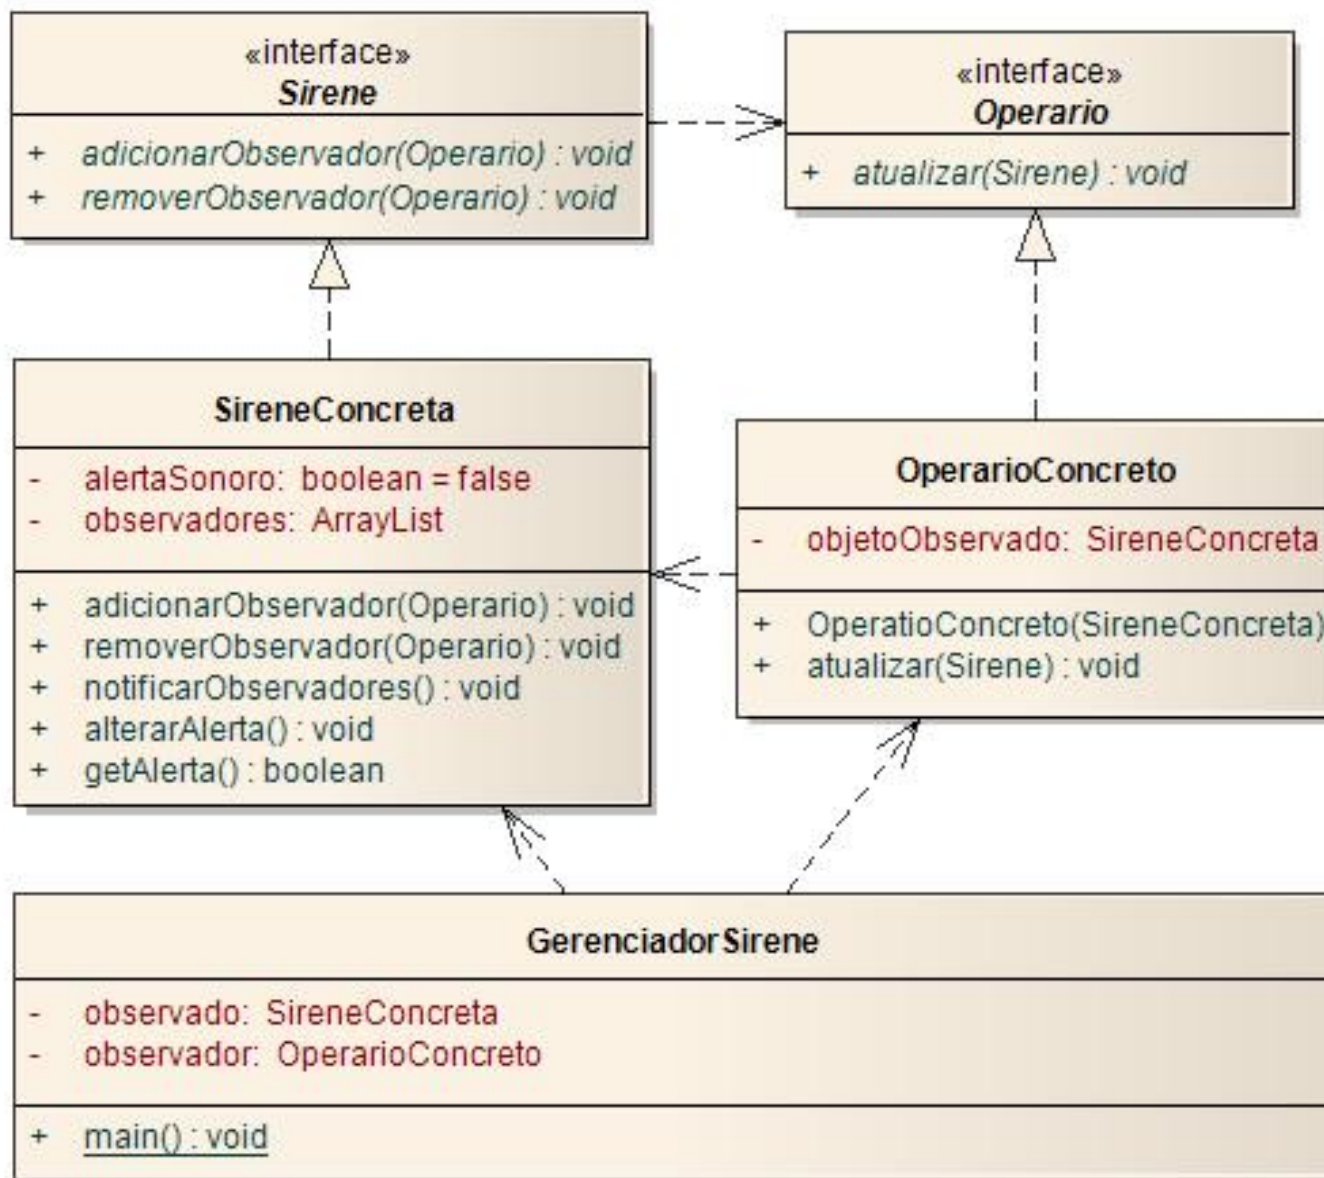 «interface»
Sirene
+ adicionarObservador(Operario) : void
+ removerObservador(Operario) : void
«interface»
Operario
+ atualizar(Sirene) : void
SireneConcreta
- alertaSonoro: boolean = false
- observadores: ArrayList
+ adicionarObservador(Operario) : void
+ removerObservador(Operario) : void
+ notificarObservadores() : void
+ alterarAlerta() : void
+ getAlerta() : boolean
OperarioConcreto
- objetoObservado: SireneConcreta
+ OperatioConcreto(SireneConcreta)
+ atualizar(Sirene) : void
GerenciadorSirene
- observado: SireneConcreta
- observador: OperarioConcreto
+ main() : void